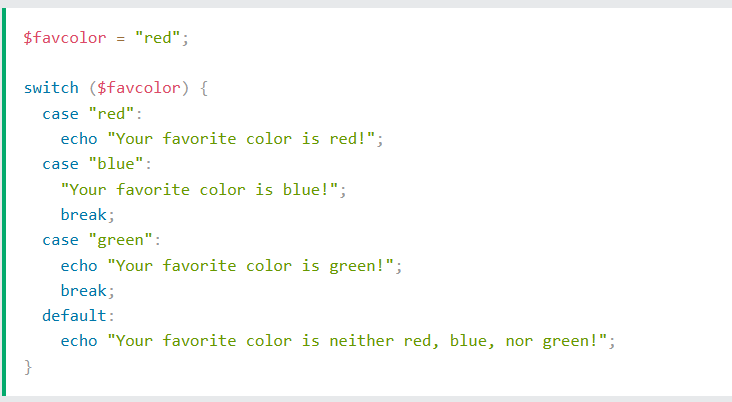 $favcolor = "red";

switch ($favcolor) {
  case "red":
    echo "Your favorite color is red!";
  case "blue":
    "Your favorite color is blue!";
    break;
  case "green":
    echo "Your favorite color is green!";
    break;
  default:
    echo "Your favorite color is neither red, blue, nor green!";
}